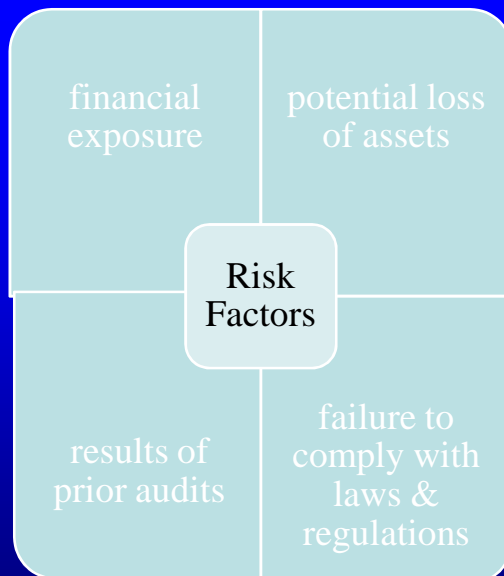 financial
exposure
potential loss
of assets
Risk
Factors
results of
prior audits
failure to
comply with
laws &
regulations